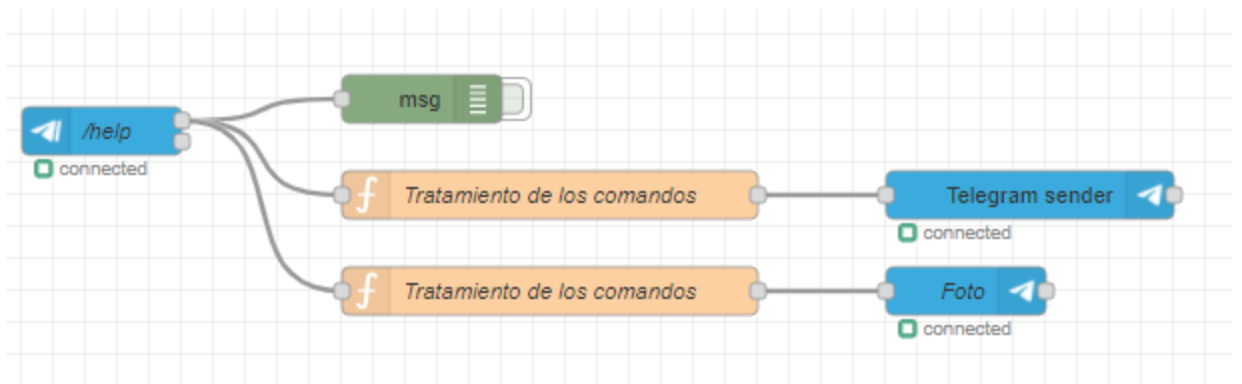 msg
/help
connected
Tratamiento de los comandos
Telegram sender
connected
Tratamiento de los comandos
Foto
connected